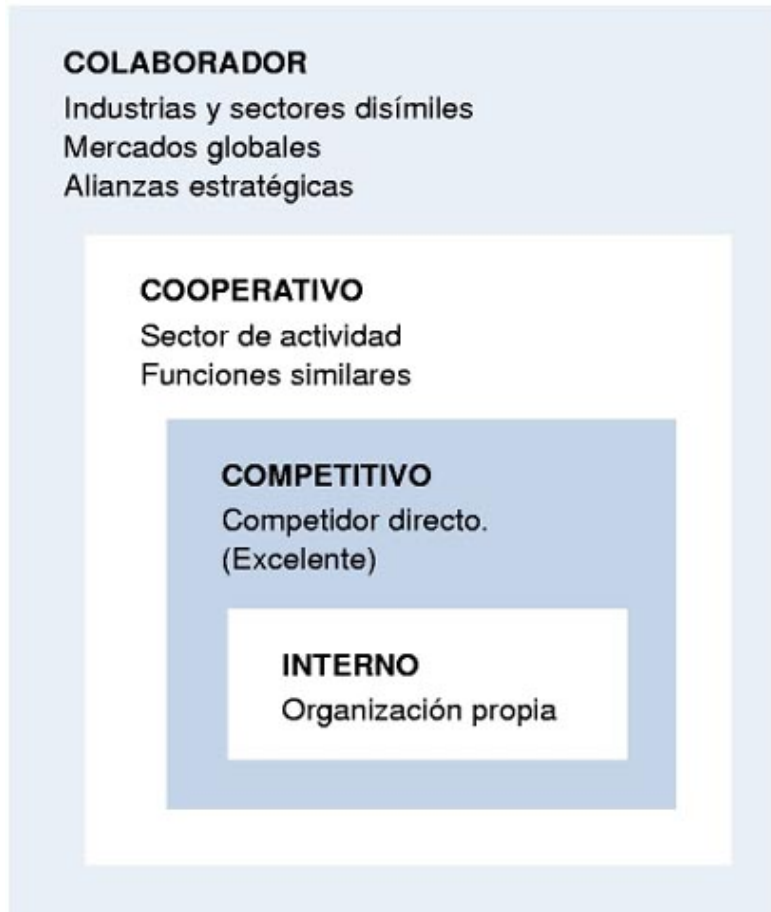 COLABORADOR
Industrias y sectores disímiles
Mercados globales
Alianzas estratégicas
COOPERATIVO
Sector de actividad
Funciones similares
COMPETITIVO
Competidor directo.
(Excelente)
INTERNO
Organización propia